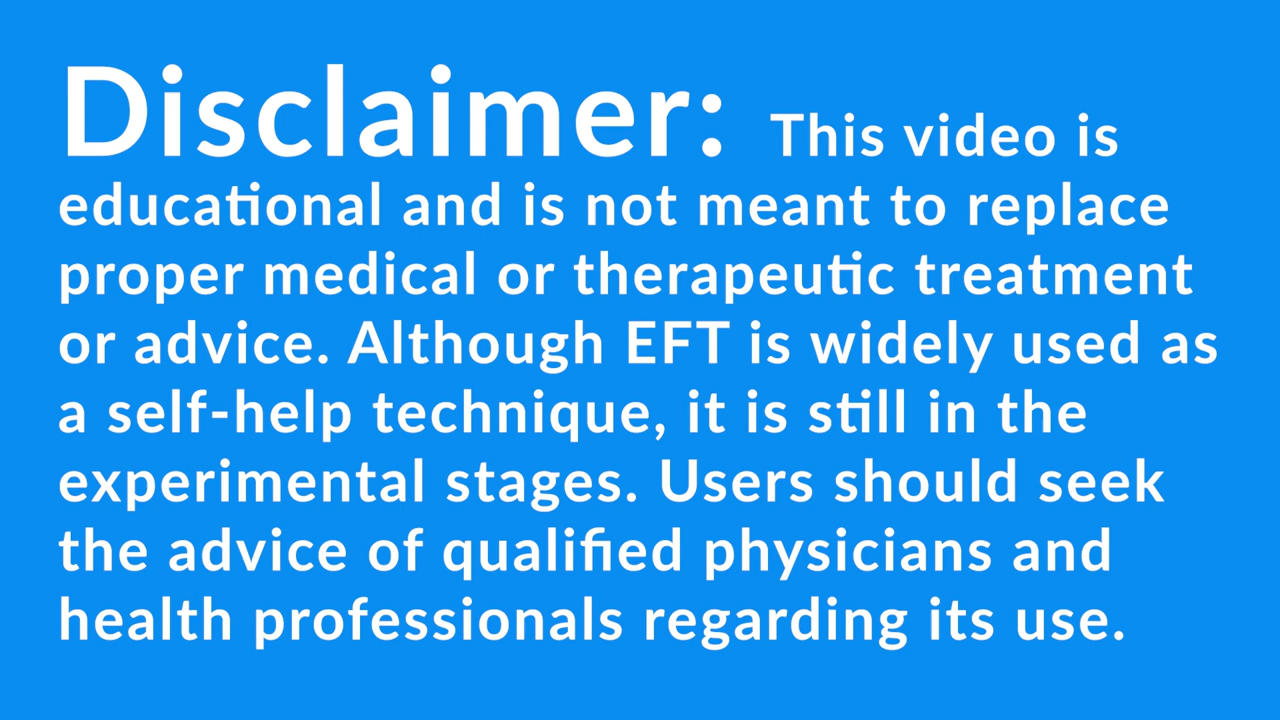 Disclaimer: This video is
educational and is not meant to replace
proper medical or therapeutic treatment
or advice. Although EFT is widely used as
a self-help technique, it is still in the
experimental stages. Users should seek
the advice of qualified physicians and
health professionals regarding its use.